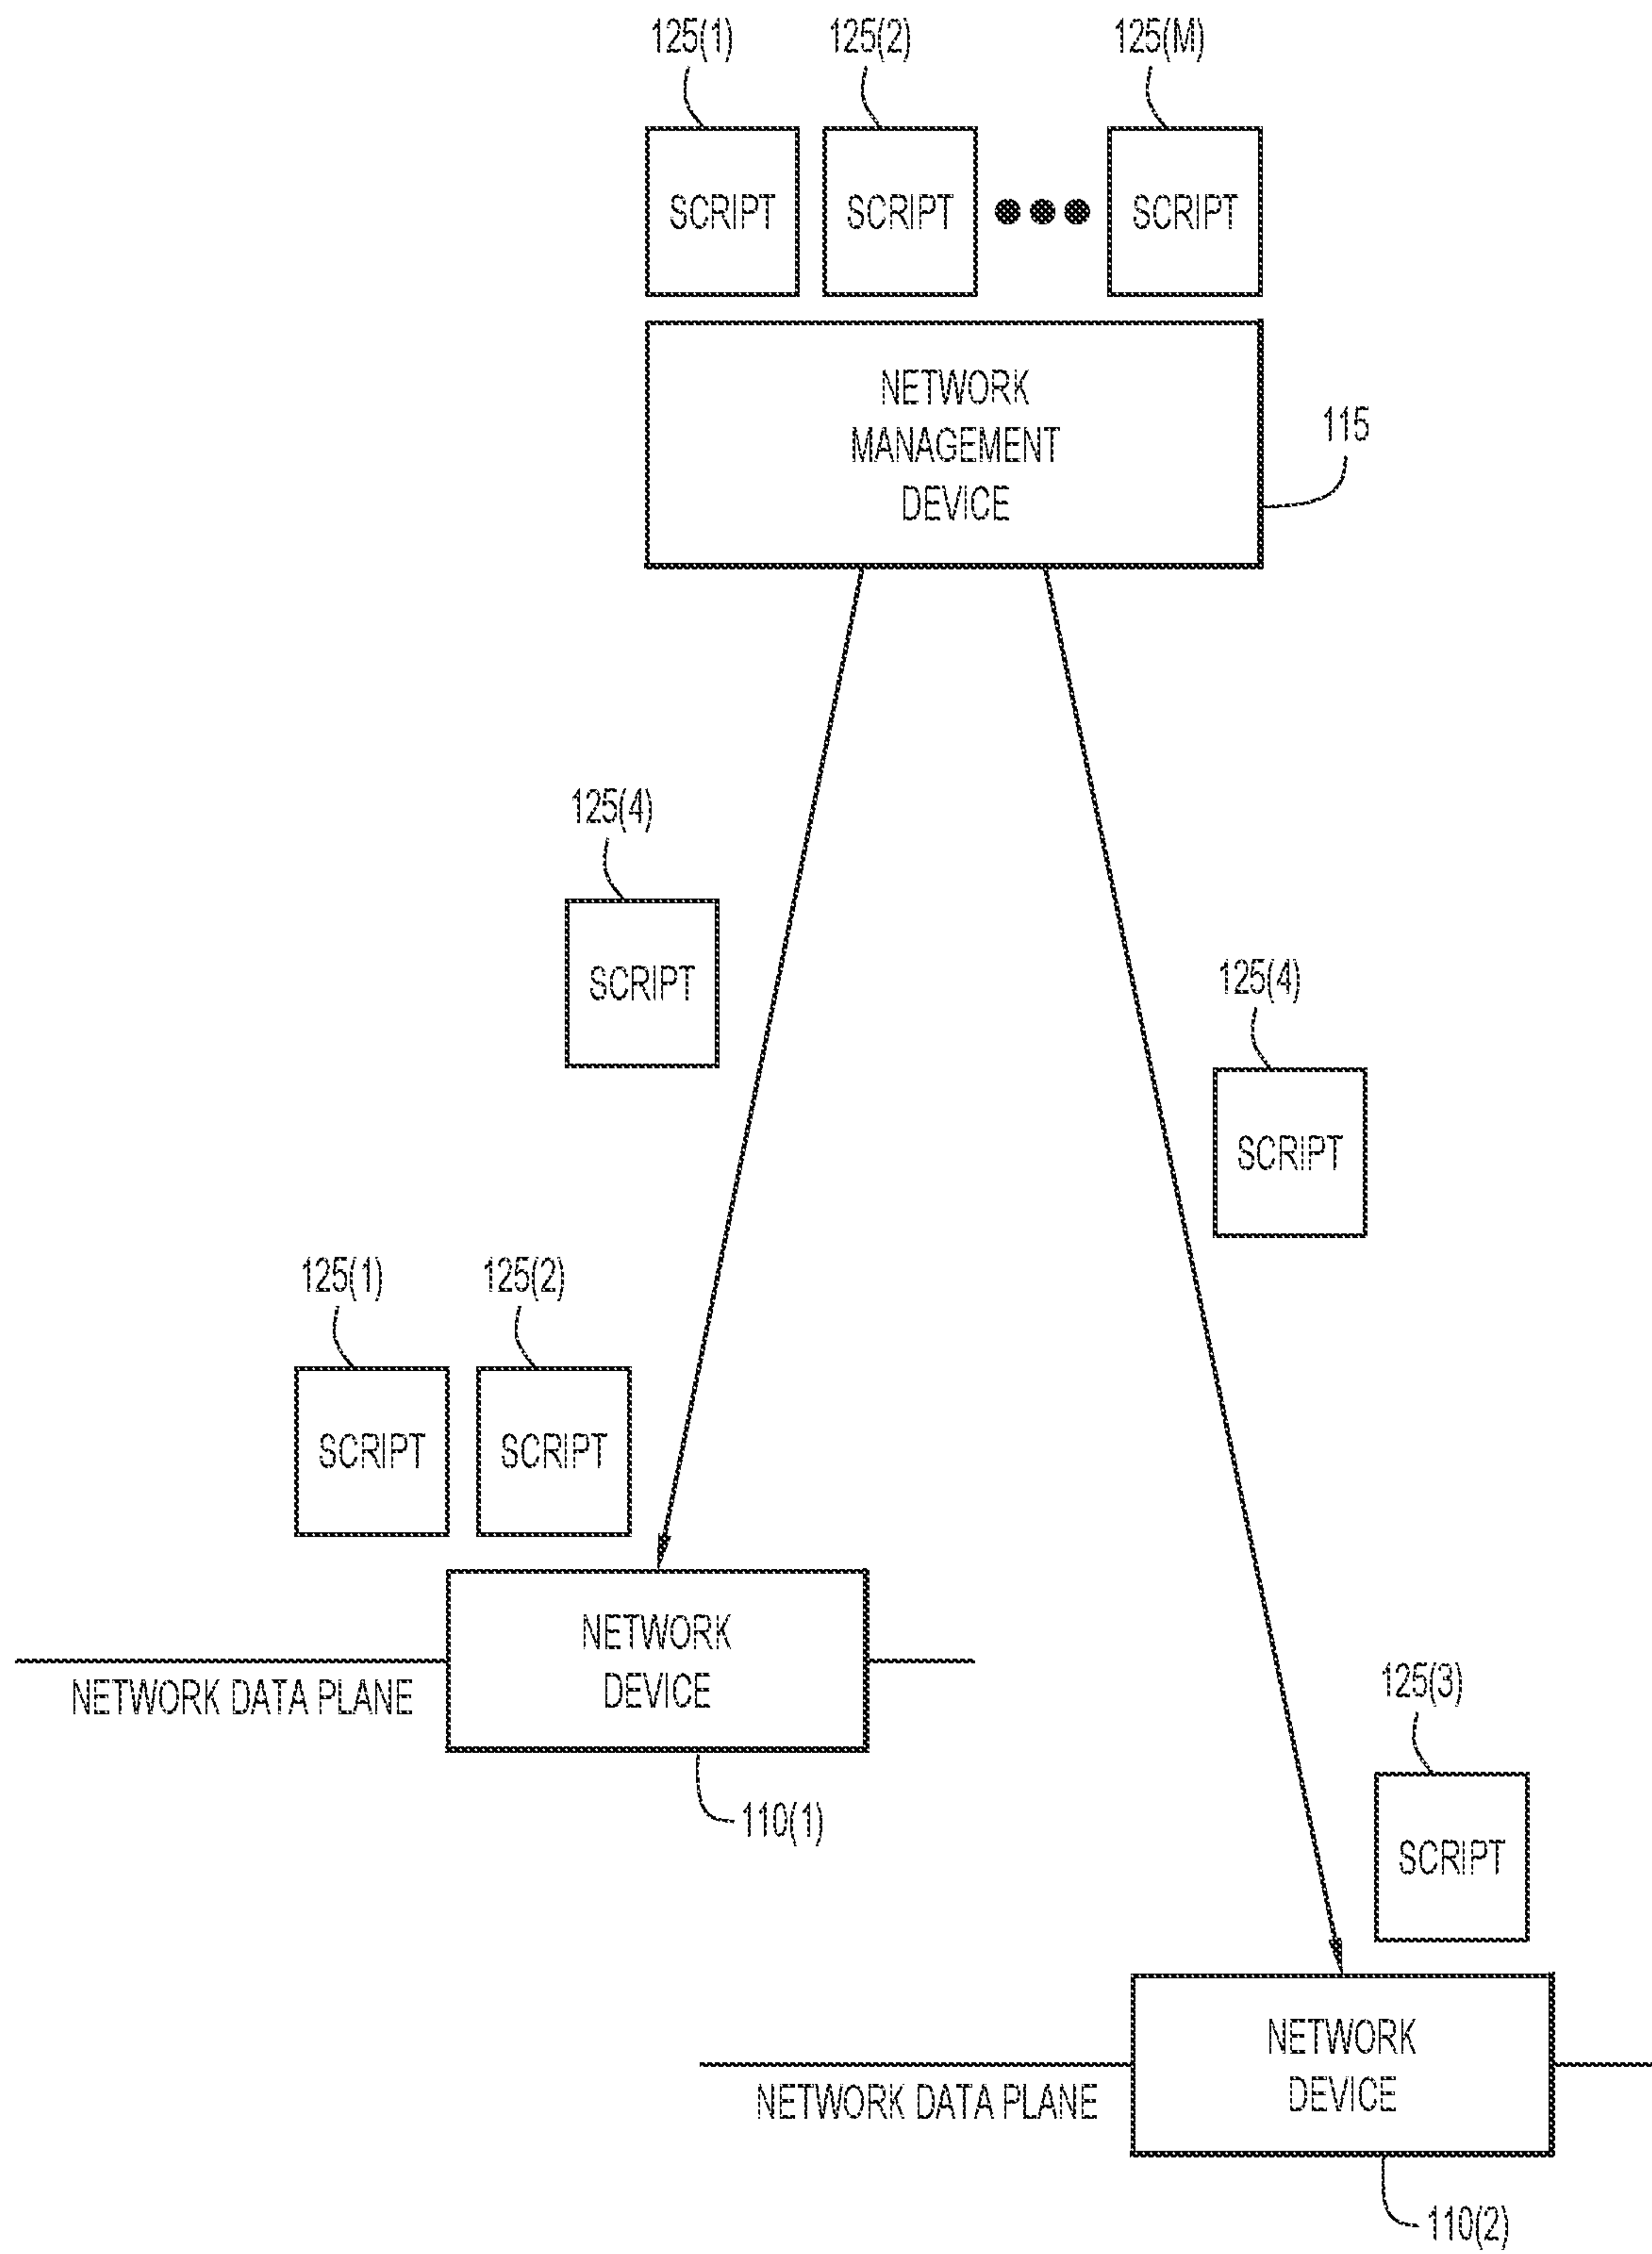 125(1)
125(2)
125(M)
SCRIPT
SCRIPT
SCRIPT
NETWORK
MANAGEMENT
DEVICE
115
125(4)
SCRIPT
125(4)
SCRIPT
125(1)
125(2)
SCRIPT
SCRIPT
NETWORK
DEVICE
NETWORK DATA PLANE
110(1)
125(3)
SCRIPT
NETWORK
DEVICE
NETWORK DATA PLANE
110(2)